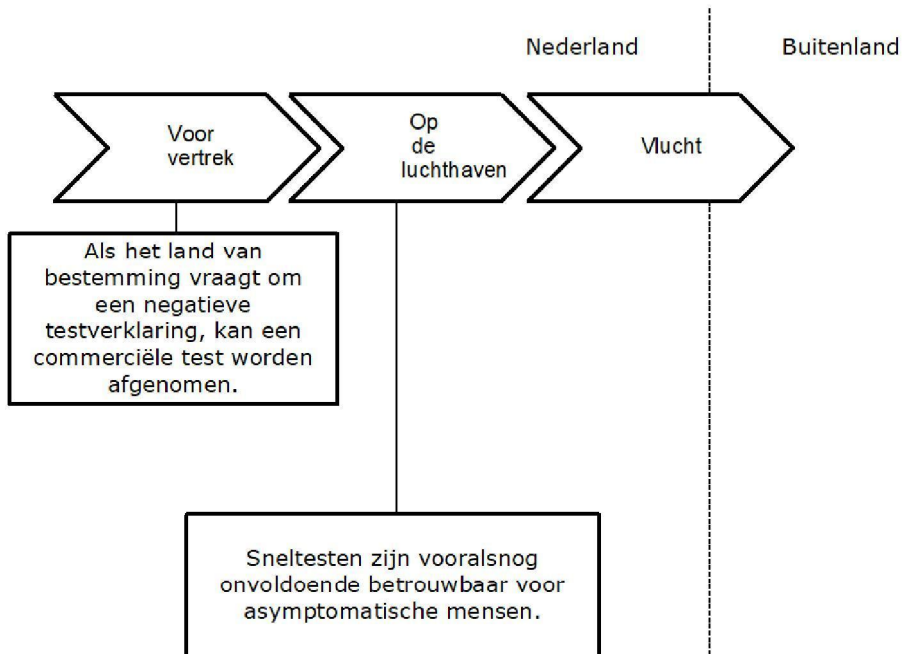 Nederland
Buitenland
Voor
vertrek
Op
de
luchthaven
Vlucht
Als het land van
bestemming vraagt om
een negatieve
testverklaring, kan een
commerciële test worden
afgenomen.
Sneltesten zijn vooralsnog
onvoldoende betrouwbaar voor
asymptomatische mensen.